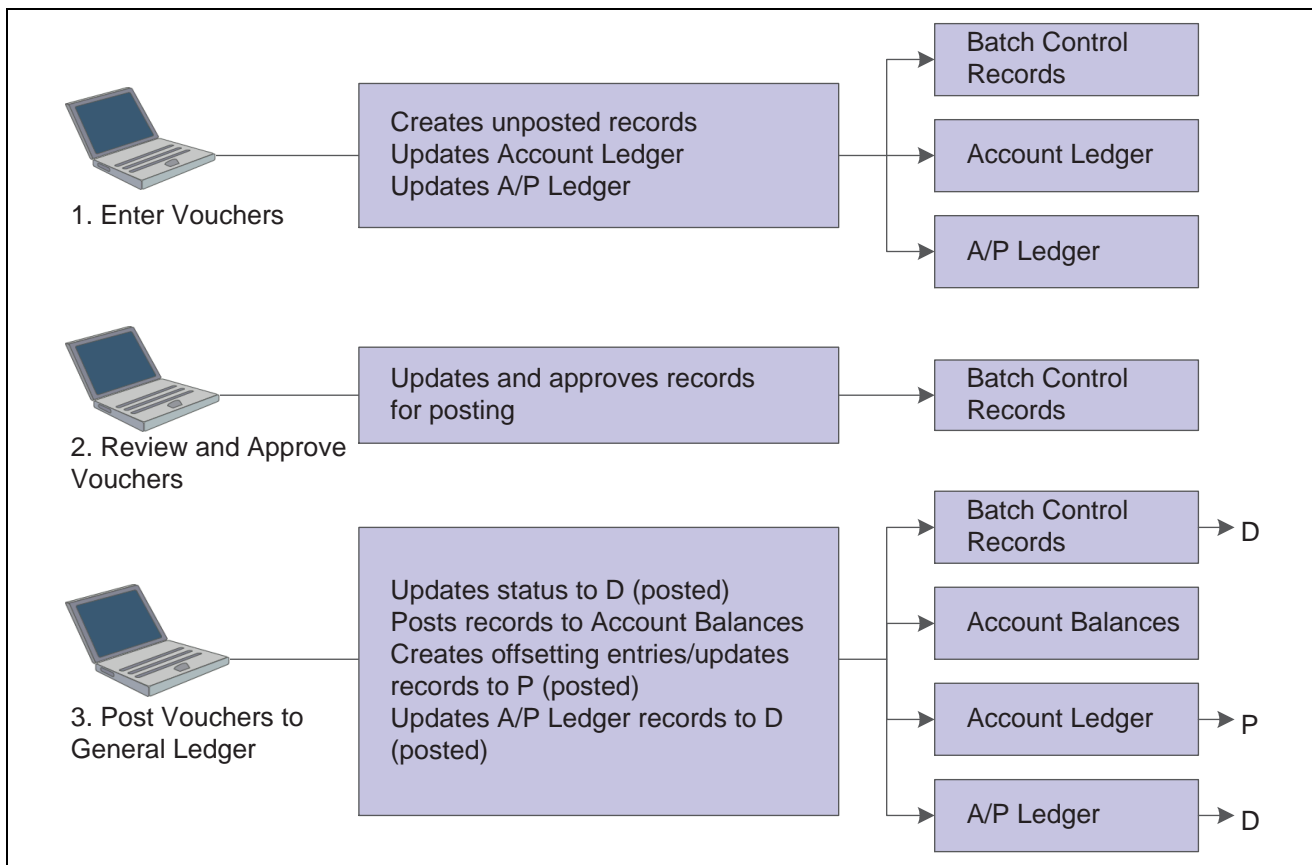 Creates unposted records
Updates Account Ledger
Updates A/P Ledger
Batch Control
Records
Account Ledger
A/P Ledger
1. Enter Vouchers
Updates and approves records
for posting
Batch Control
Records
2. Review and Approve
Vouchers
Updates status to D (posted)
Posts records to Account Balances
Creates offsetting entries/updates
records to P (posted)
Updates A/P Ledger records to D
(posted)
Batch Control
Records
D
Account Balances
Account Ledger
P
A/P Ledger
D
3. Post Vouchers to
General Ledger